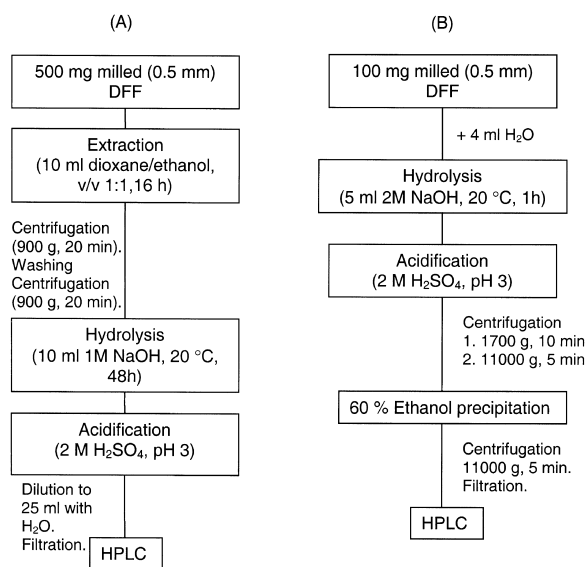 (A)
500 mg milled (0.5 mm)
DFF
Extraction
(10 ml dioxane/ethanol,
v/v 1:1,16 h)
Centrifugation
(900 g, 20 min).
Washing
Centrifugation
(900 g, 20 min).
Hydrolysis
(10 ml 1M NaOH, 20 °C,
48h)
Acidification
(2 M H₂SO₄, pH 3)
Dilution to
25 ml with
H₂O.
Filtration.
HPLC
(B)
100 mg milled (0.5 mm)
DFF
+ 4 ml H₂O
Hydrolysis
(5 ml 2M NaOH, 20 °C, 1h)
Acidification
(2 M H₂SO₄, pH 3)
Centrifugation
1. 1700 g, 10 min
2. 11000 g, 5 min
60 % Ethanol precipitation
Centrifugation
11000 g, 5 min.
Filtration.
HPLC